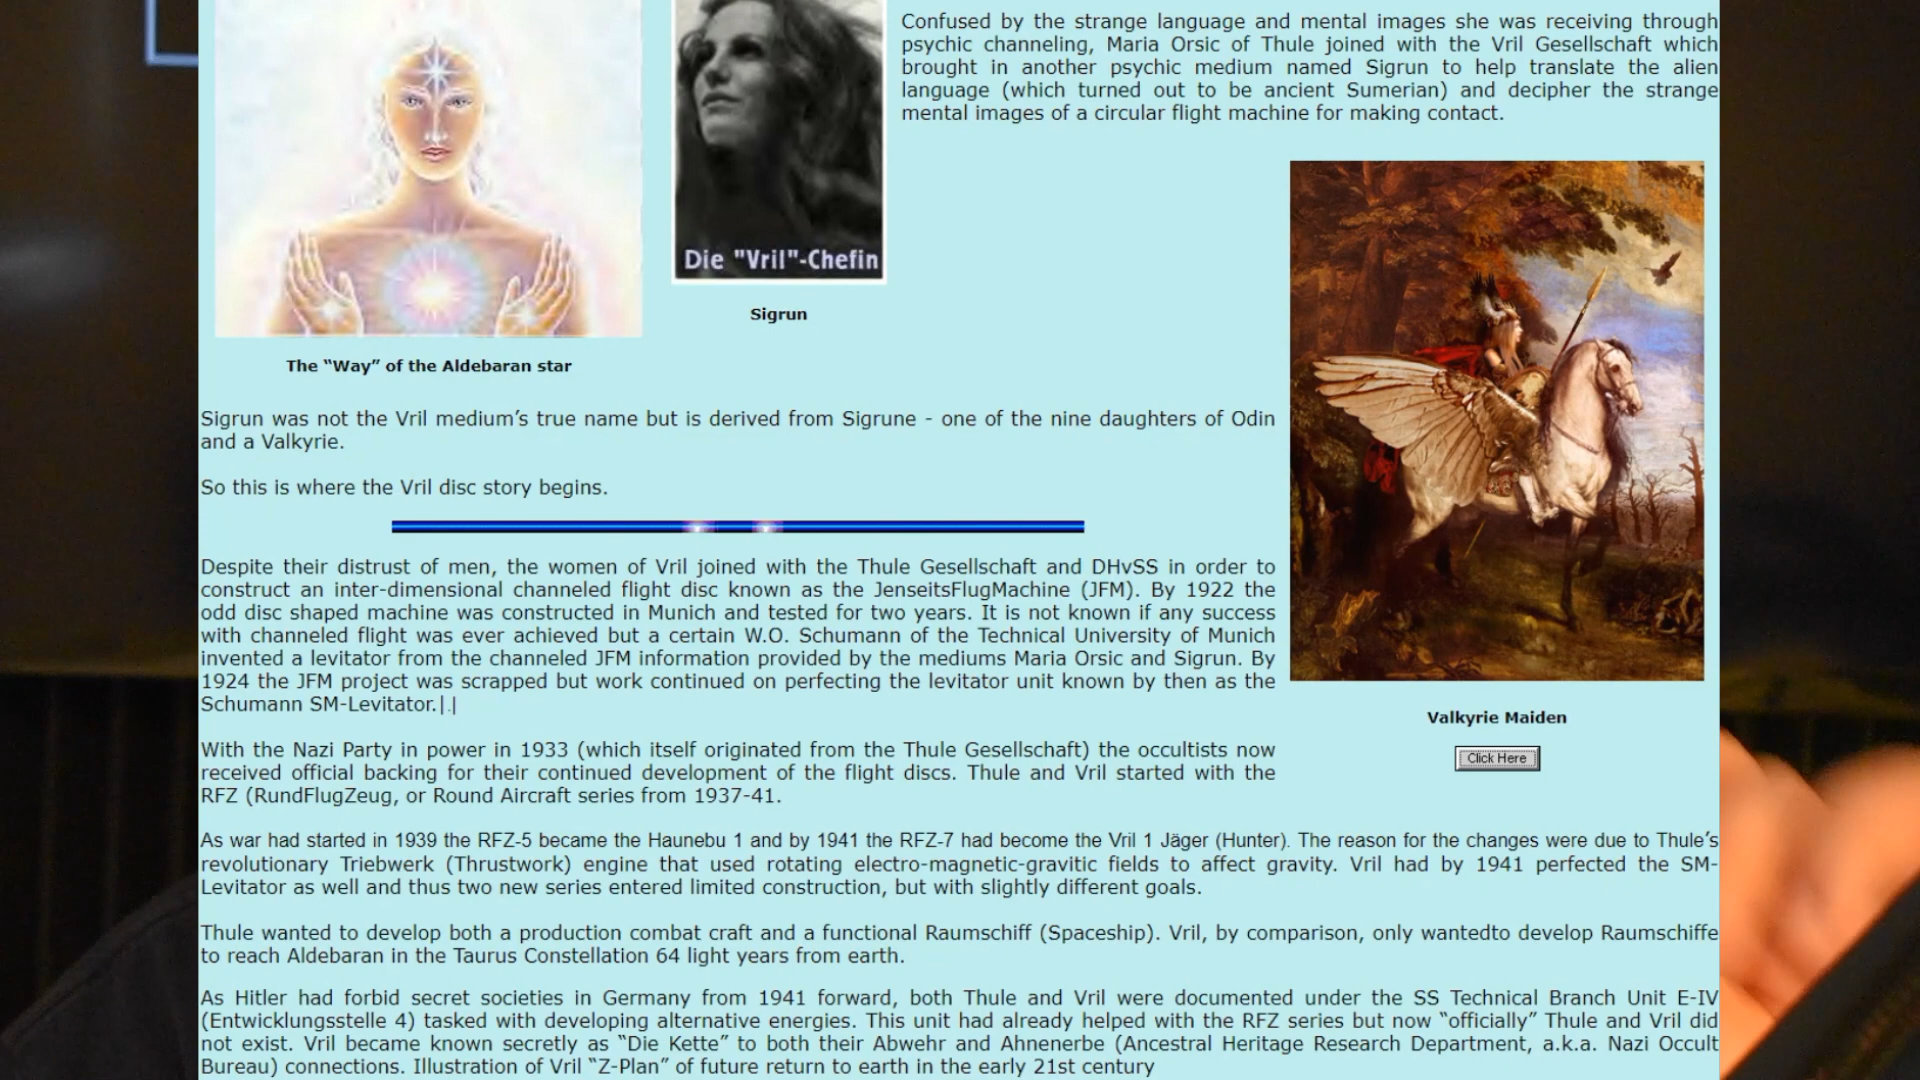 Confused by the strange language and mental images she was receiving through
psychic channeling, Maria Orsic of Thule joined with the Vril Gesellschaft which
brought in another psychic medium named Sigrun to help translate the alien
language (which turned out to be ancient Sumerian) and decipher the strange
mental images of a circular flight machine for making contact.
Die "Vril"-Chefin
Sigrun
The “Way” of the Aldebaran star
Sigrun was not the Vril medium’s true name but is derived from Sigrune - one of the nine daughters of Odin
and a Valkyrie.
So this is where the Vril disc story begins.
Despite their distrust of men, the women of Vril joined with the Thule Gesellschaft and DHvSS in order to
construct an inter-dimensional channeled flight disc known as the JenseitsFlugMachine (JFM). By 1922 the
odd disc shaped machine was constructed in Munich and tested for two years. It is not known if any success
with channeled flight was ever achieved but a certain W.O. Schumann of the Technical University of Munich
invented a levitator from the channeled JFM information provided by the mediums Maria Orsic and Sigrun. By
1924 the JFM project was scrapped but work continued on perfecting the levitator unit known by then as the
Schumann SM-Levitator.|.|
Valkyrie Maiden
Click Here
With the Nazi Party in power in 1933 (which itself originated from the Thule Gesellschaft) the occultists now
received official backing for their continued development of the flight discs. Thule and Vril started with the
RFZ (RundFlugZeug, or Round Aircraft series from 1937-41.
As war had started in 1939 the RFZ-5 became the Haunebu 1 and by 1941 the RFZ-7 had become the Vril 1 Jäger (Hunter). The reason for the changes were due to Thule’s
revolutionary Triebwerk (Thrustwork) engine that used rotating electro-magnetic-gravitic fields to affect gravity. Vril had by 1941 perfected the SM-
Levitator as well and thus two new series entered limited construction, but with slightly different goals.
Thule wanted to develop both a production combat craft and a functional Raumschiff (Spaceship). Vril, by comparison, only wantedto develop Raumschiffe
to reach Aldebaran in the Taurus Constellation 64 light years from earth.
As Hitler had forbid secret societies in Germany from 1941 forward, both Thule and Vril were documented under the SS Technical Branch Unit E-IV
(Entwicklungsstelle 4) tasked with developing alternative energies. This unit had already helped with the RFZ series but now “officially” Thule and Vril did
not exist. Vril became known secretly as “Die Kette” to both their Abwehr and Ahnenerbe (Ancestral Heritage Research Department, a.k.a. Nazi Occult
Bureau) connections. Illustration of Vril “Z-Plan” of future return to earth in the early 21st century